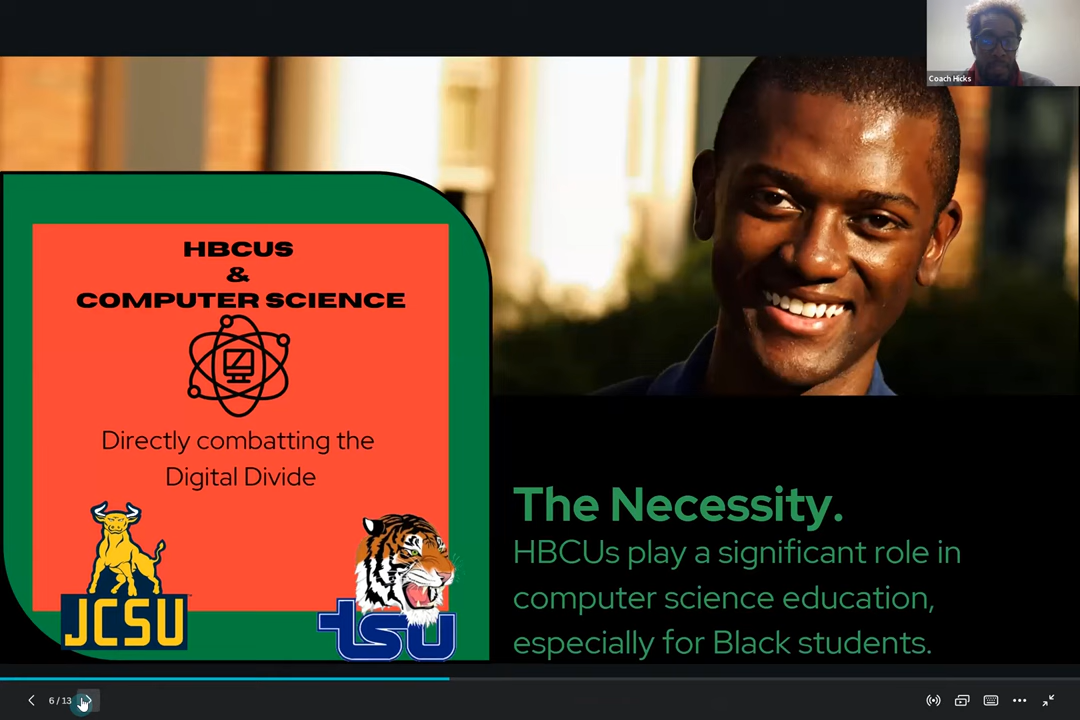 Coach Hicks
HBCUS
&
COMPUTER SCIENCE
Directly combatting the
Digital Divide
JCSU
tsu
The Necessity.
HBCUs play a significant role in
computer science education,
especially for Black students.
6 / 13